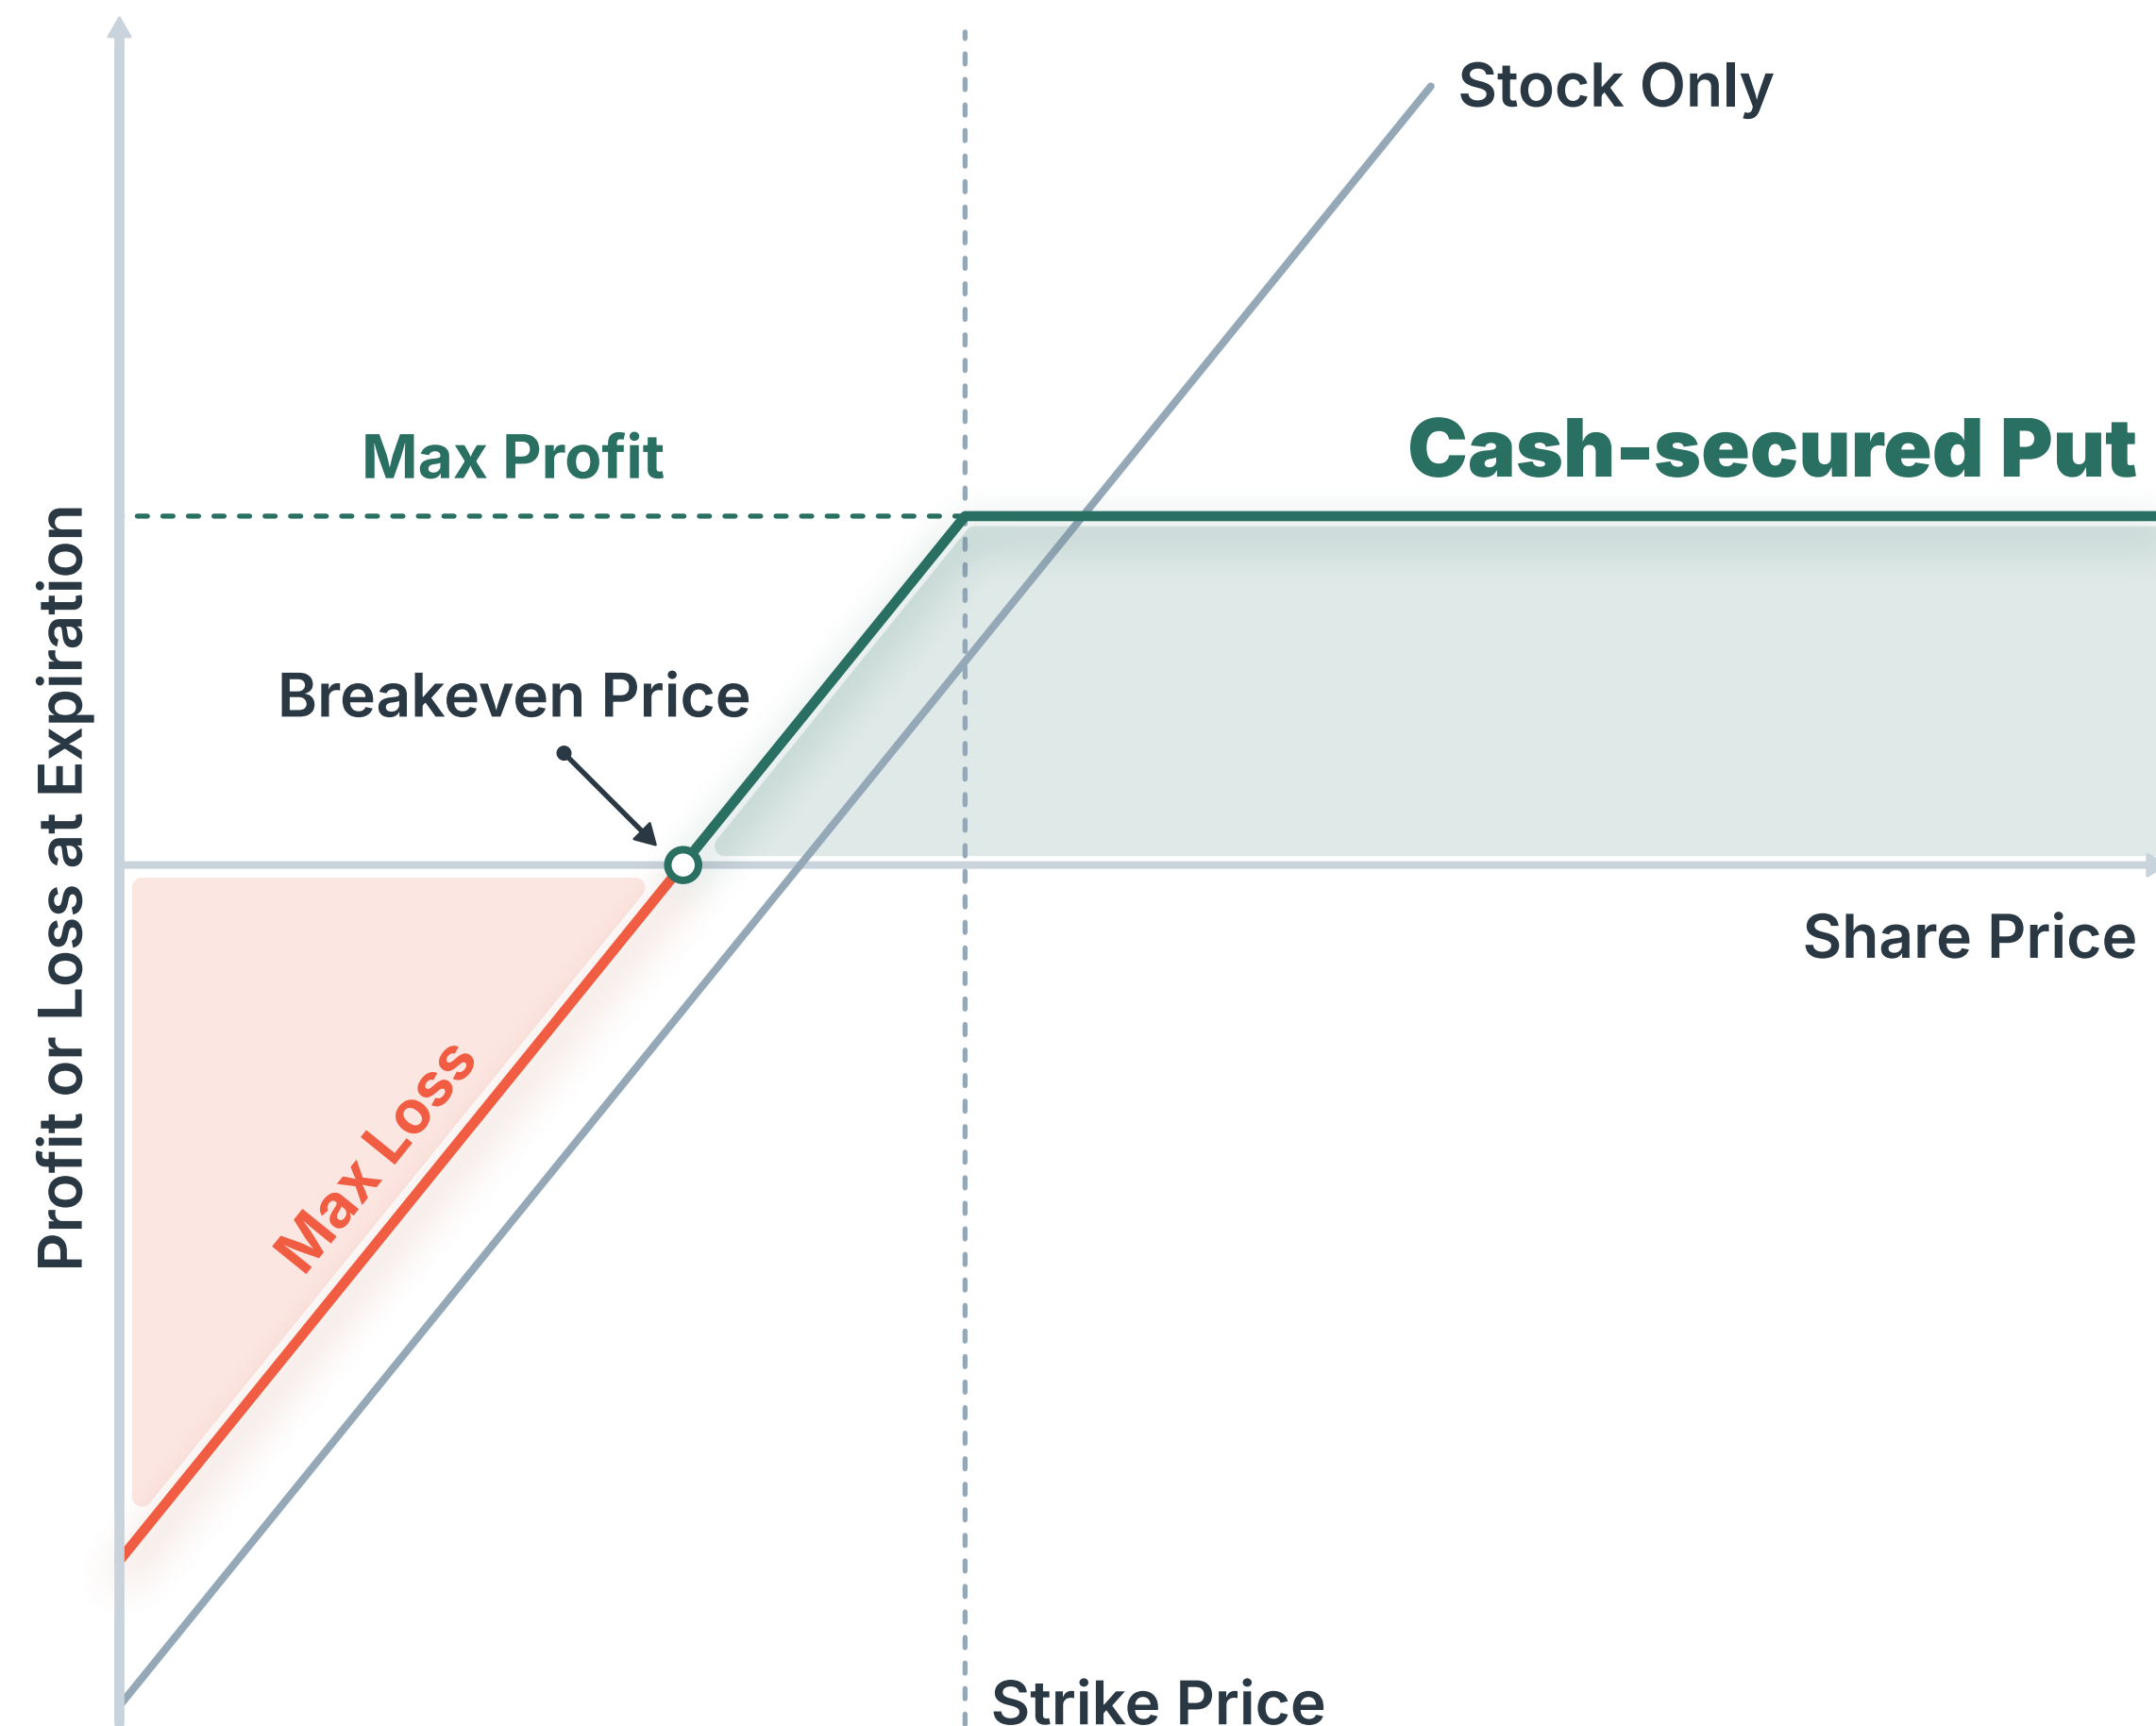 Stock Only
Cash-secured Put
Max Profit
Breakeven Price
Profit or Loss at Expiration
Share Price
Max Loss
Strike Price